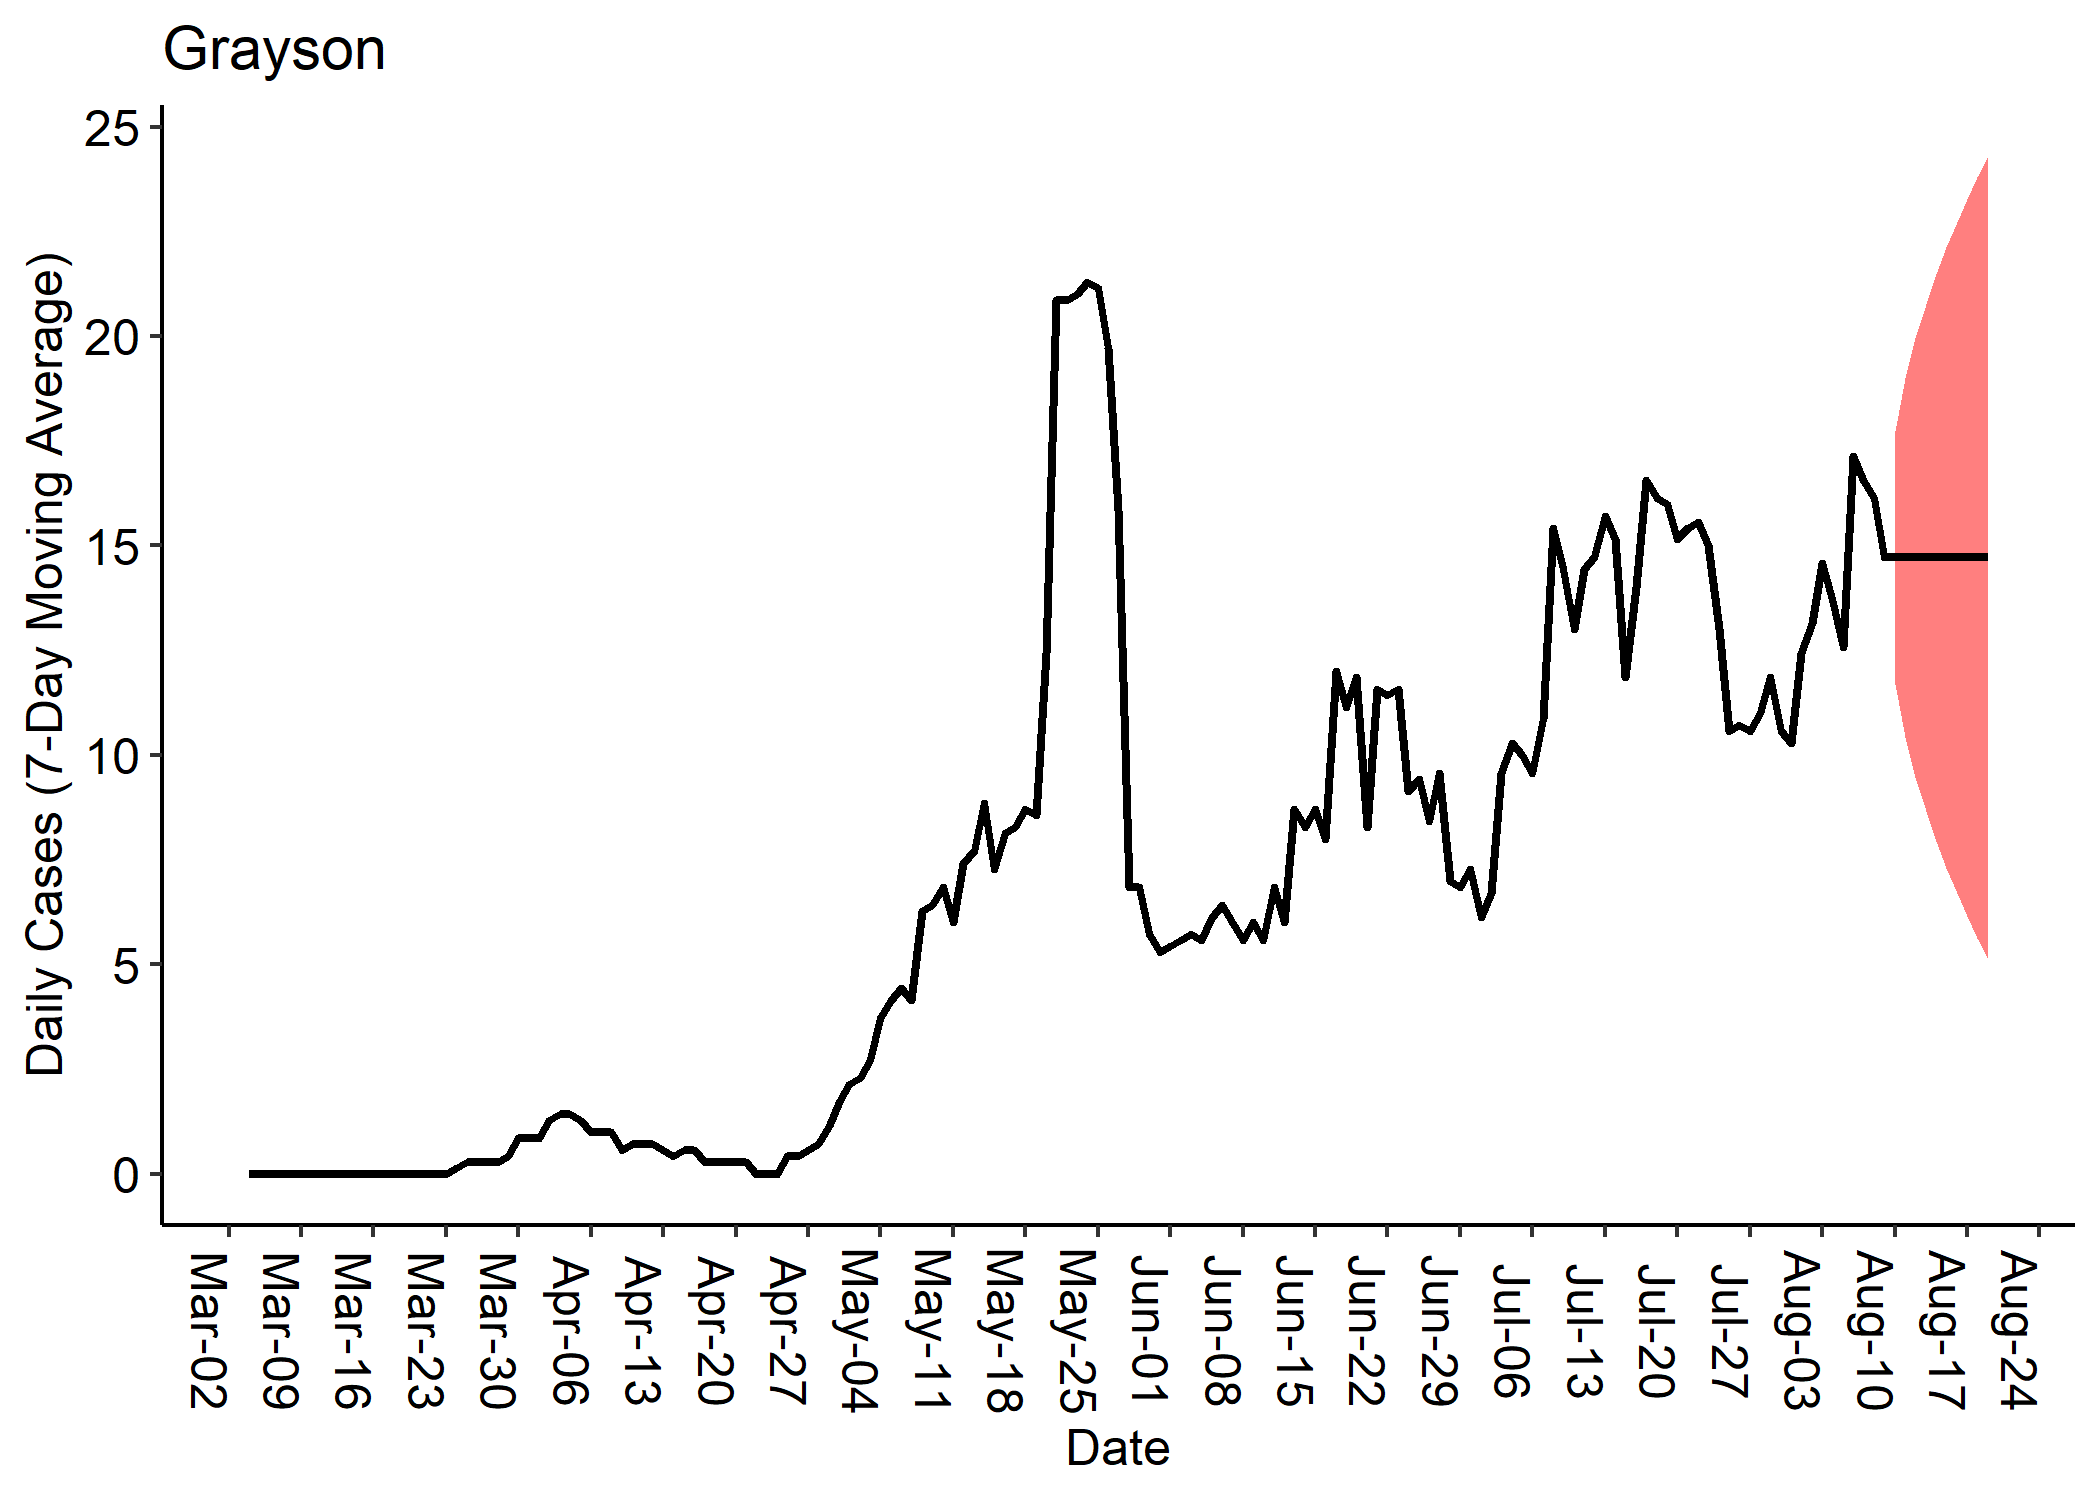 Grayson
25
20
15
10
5
0
Daily Cases (7-Day Moving Average)
Mar-02
Mar-09
Mar-16
Mar-23
Mar-30
Apr-06
Apr-13
Apr-20
Apr-27
May-04
May-11
May-18
May-25
Jun-01
Jun-08
Jun-15
Jun-22
Jun-29
Jul-06
Jul-13
Jul-20
Jul-27
Aug-03
Aug-10
Aug-17
Aug-24
Date